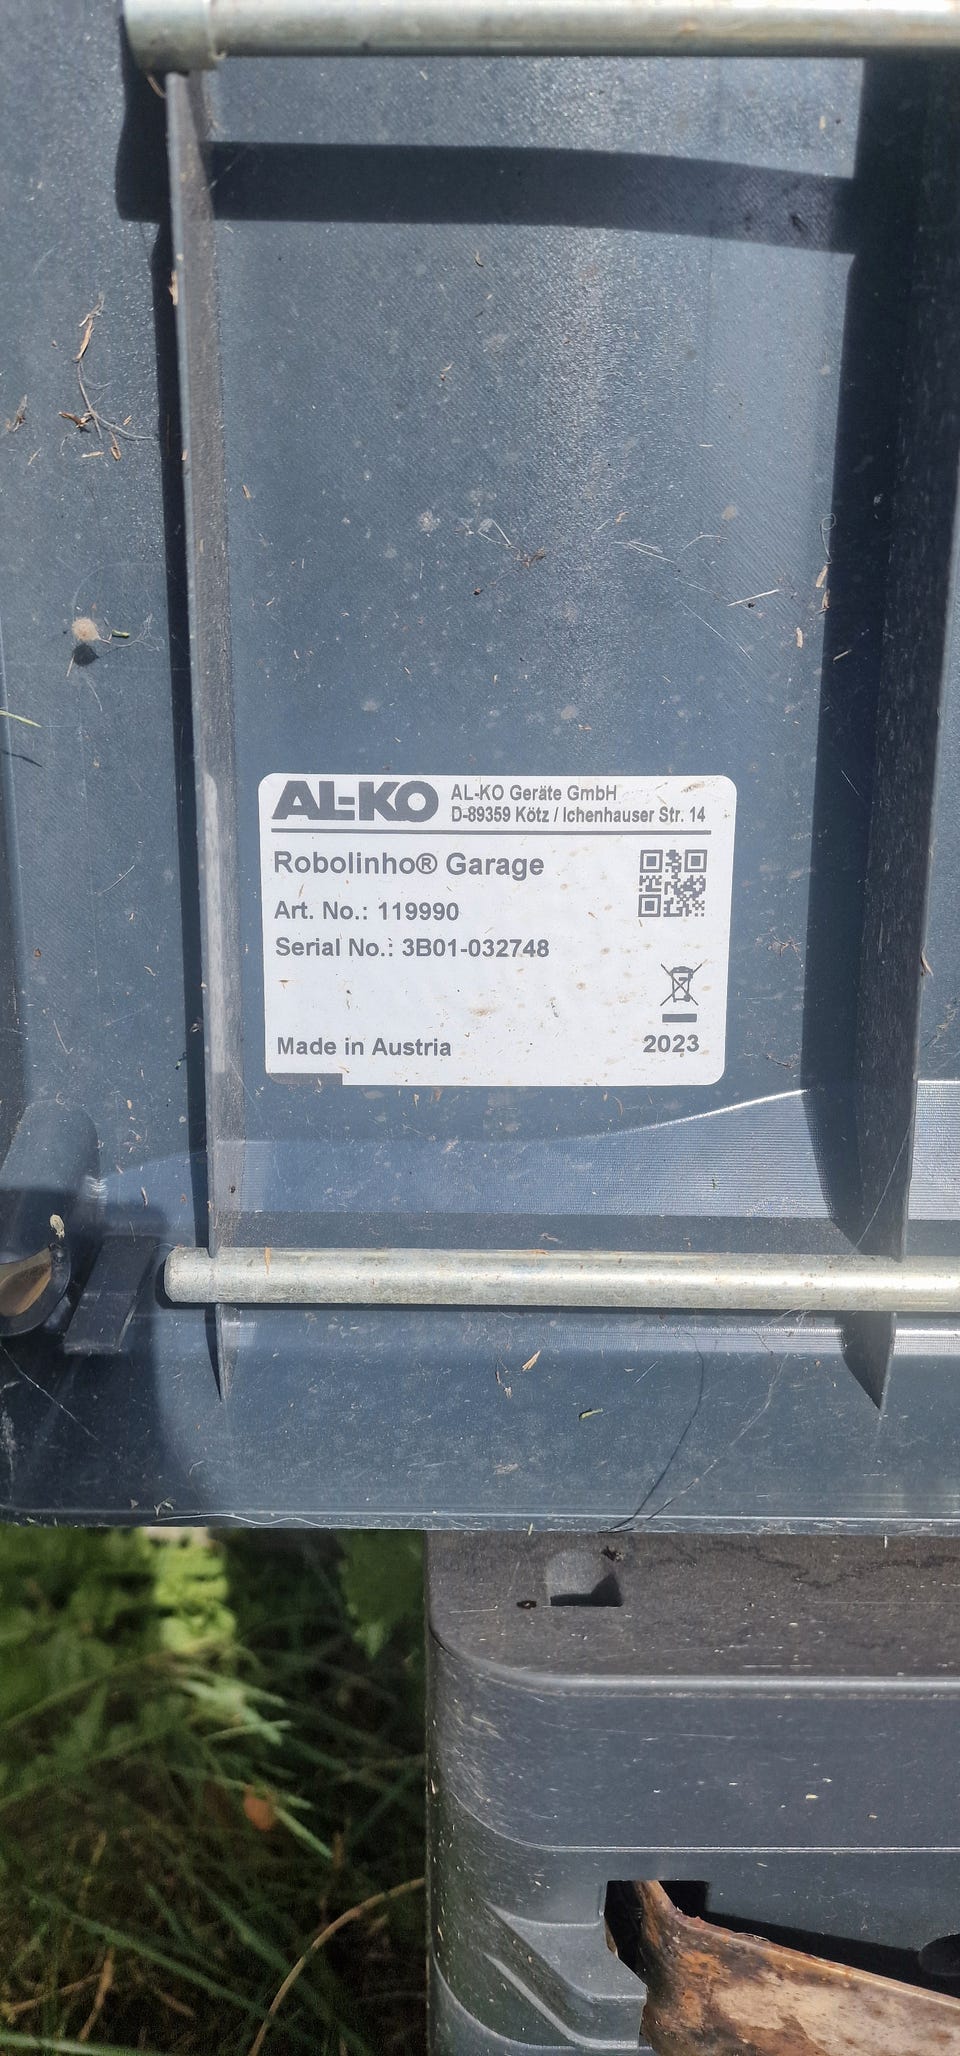 AL-KO
AL-KO Geräte GmbH
D-89359 Kötz / Ichenhauser Str. 14
Robolinho® Garage
Art. No.: 119990
Serial No.: 3B01-032748
Made in Austria
2023